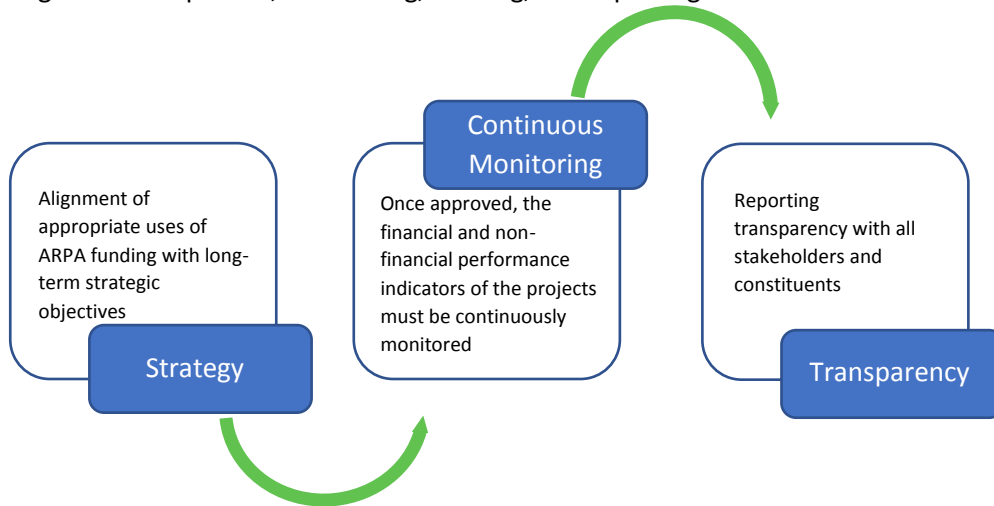 Alignment of
appropriate uses of
ARPA funding with long-
term strategic
objectives
Strategy
Continuous
Monitoring
Once approved, the
financial and non-
financial performance
indicators of the projects
must be continuously
monitored
Reporting
transparency with all
stakeholders and
constituents
Transparency